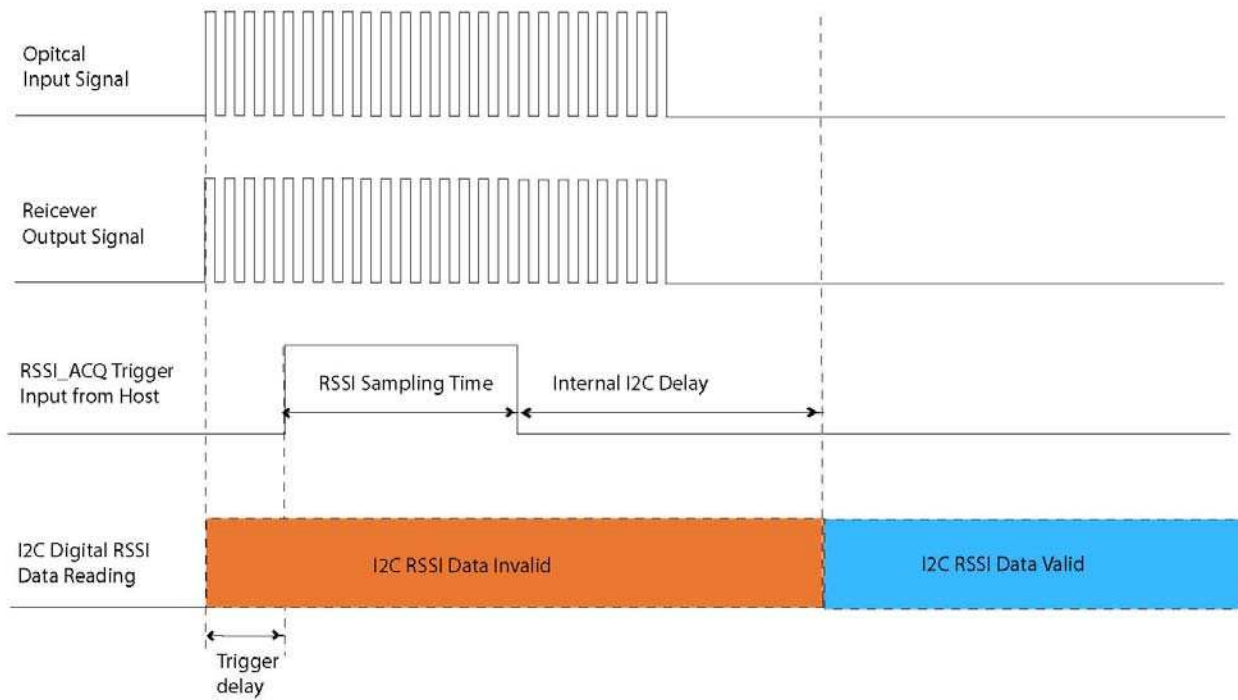 Opitcal
Input Signal
Reicever
Output Signal
RSSI_ACQ Trigger
Input from Host
RSSI Sampling Time
Internal I2C Delay
I2C Digital RSSI
Data Reading
I2C RSSI Data Invalid
I2C RSSI Data Valid
Trigger
delay